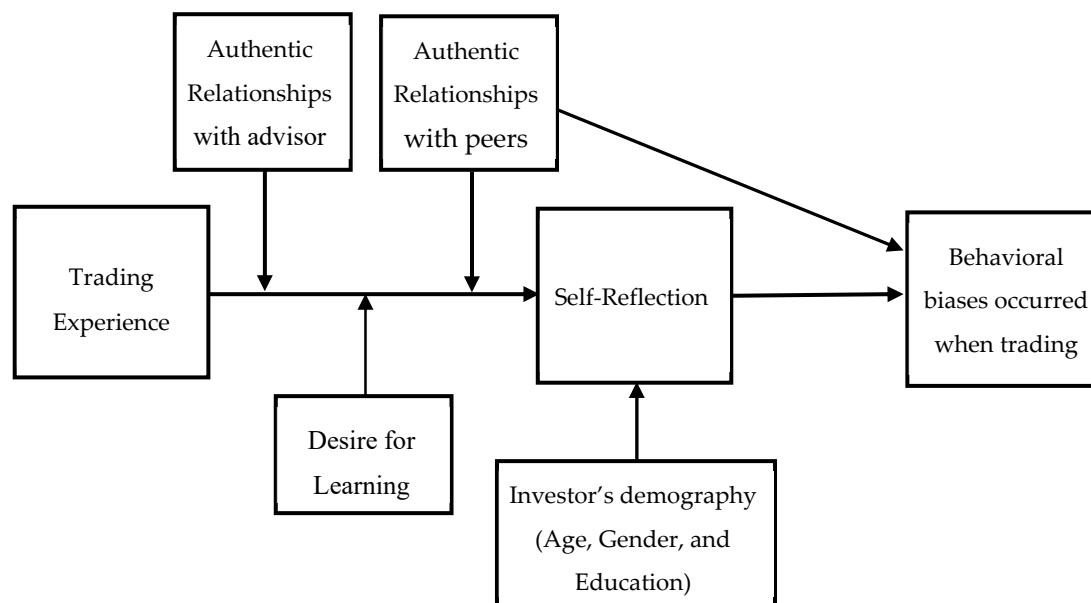 Authentic
Relationships
with advisor
Authentic
Relationships
with peers
Trading
Experience
Self-Reflection
Behavioral
biases occurred
when trading
Desire for
Learning
Investor’s demography
(Age, Gender, and
Education)